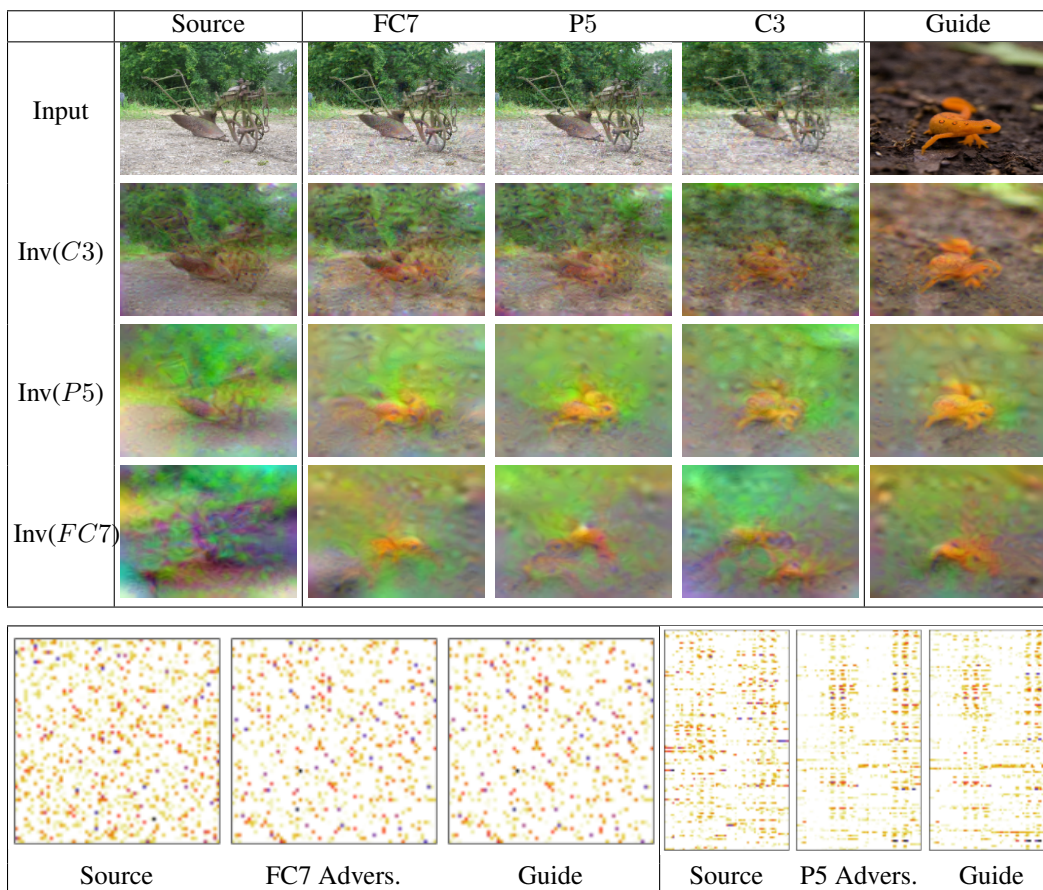 Source FC7 P5 C3 Guide
Input
Inv(C3)
Inv(P5)
Inv(FC7)
Source FC7 Advers. Guide Source P5 Advers. Guide